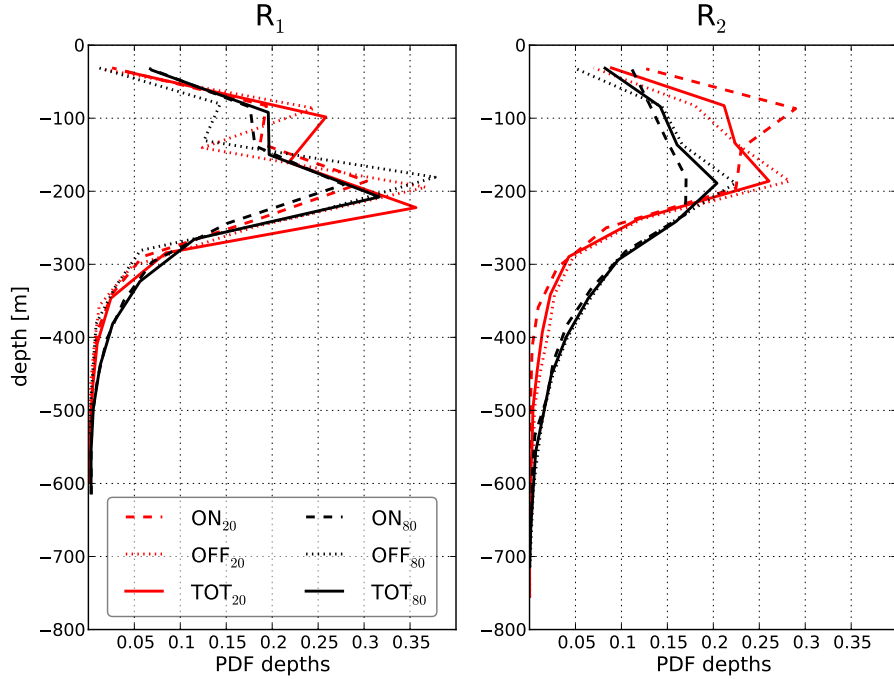 R₁
R₂
depth [m]
0
−100
−200
−300
−400
−500
−600
−700
−800
0
−100
−200
−300
−400
−500
−600
−700
−800
ON₂₀
ON₈₀
OFF₂₀
OFF₈₀
TOT₂₀
TOT₈₀
0.05 0.1 0.15 0.2 0.25 0.3 0.35
0.05 0.1 0.15 0.2 0.25 0.3 0.35
PDF depths
PDF depths